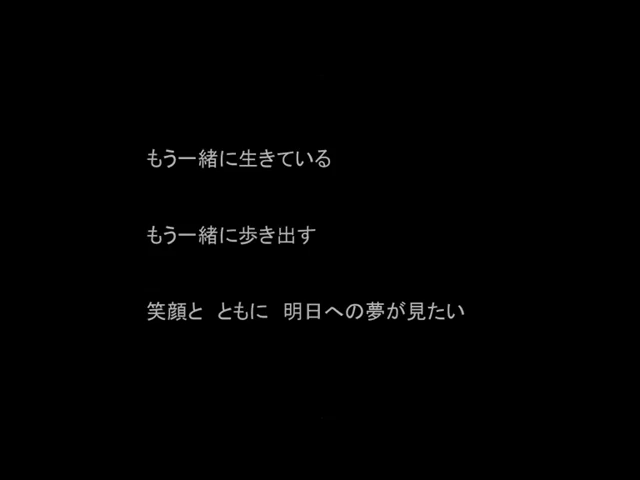 もう一緒に生きている
もう一緒に歩き出す
笑顔と　ともに　明日への夢が見たい